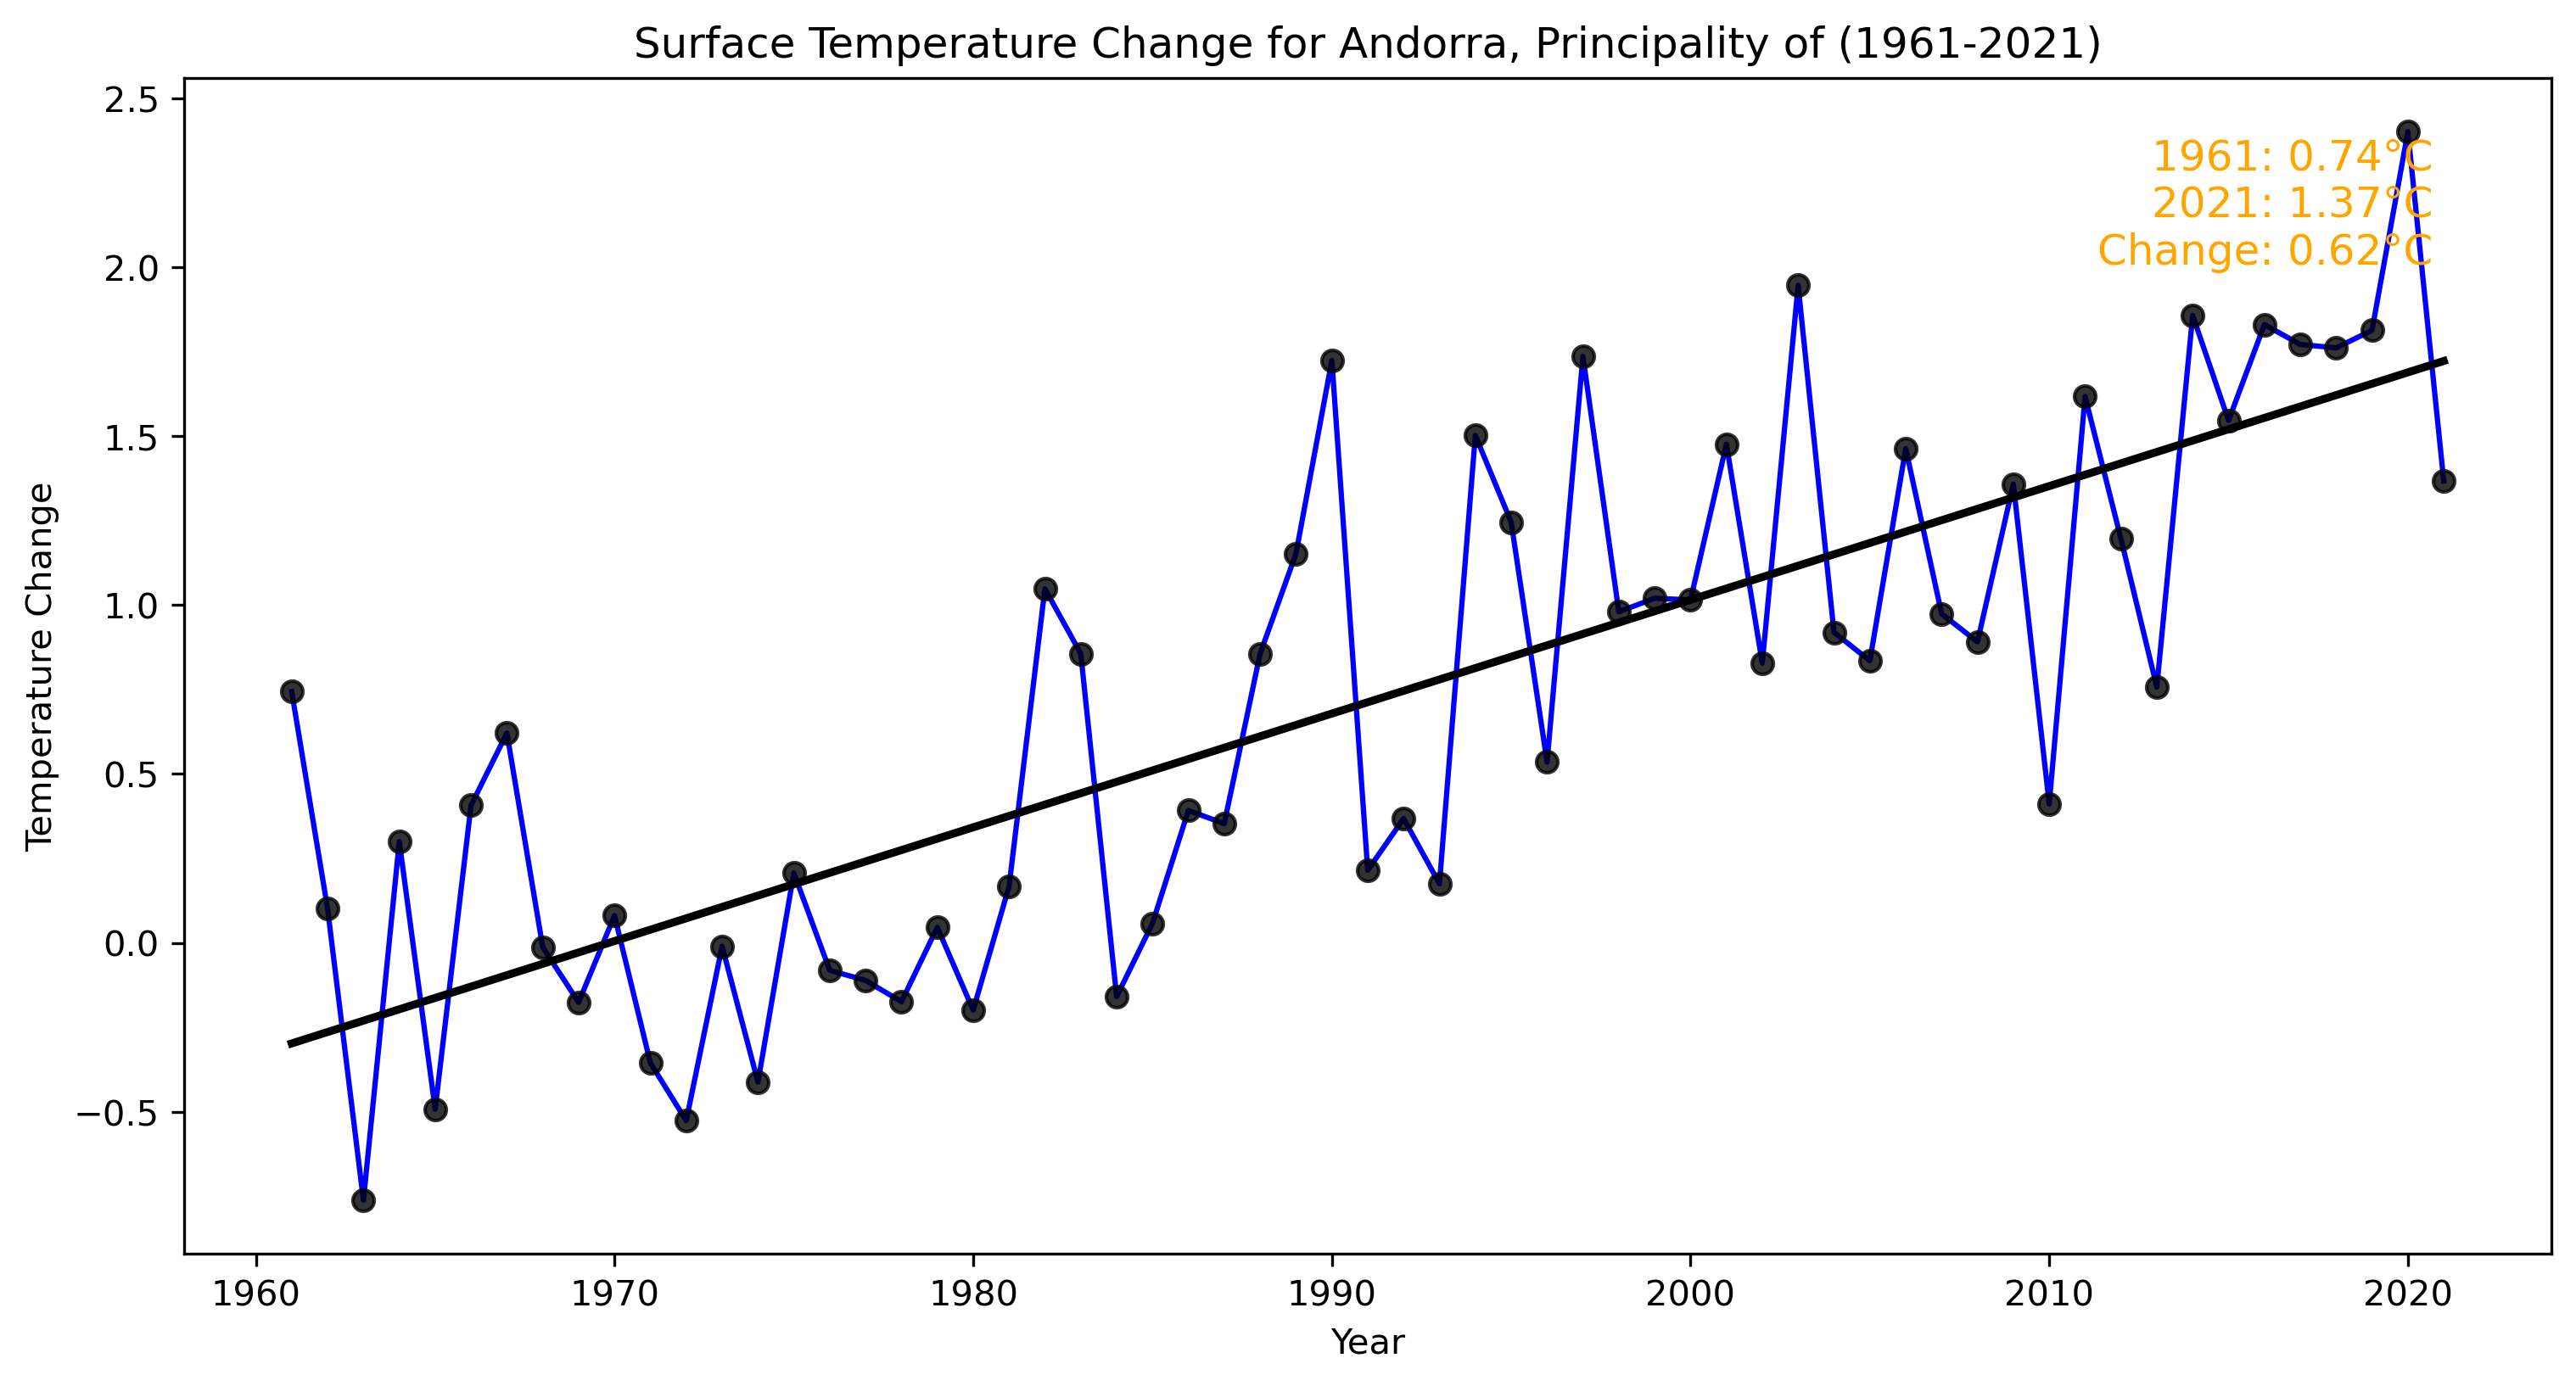 Surface Temperature Change for Andorra, Principality of (1961-2021)
1961: 0.74°C
2021: 1.37°C
Change: 0.62°C
Temperature Change
2.5
2.0
1.5
1.0
0.5
0.0
−0.5
1960 1970 1980 1990 2000 2010 2020
Year